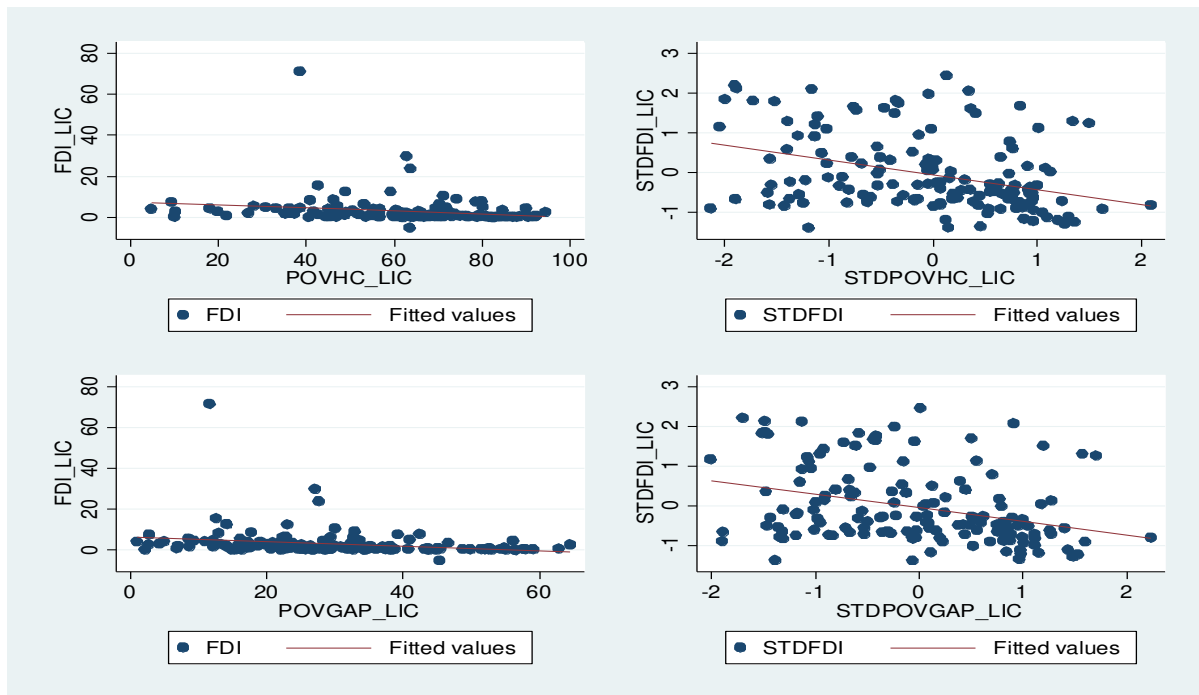 FDI_LIC
80
60
40
20
0
0 20 40 60 80 100
POVHC_LIC
FDI Fitted values
STDFDI_LIC
3
2
1
0
-1
-2 -1 0 1 2
STDPOVHC_LIC
STDFDI Fitted values
FDI_LIC
80
60
40
20
0
0 20 40 60
POVGAP_LIC
FDI Fitted values
STDFDI_LIC
3
2
1
0
-1
-2 -1 0 1 2
STDPOVGAP_LIC
STDFDI Fitted values